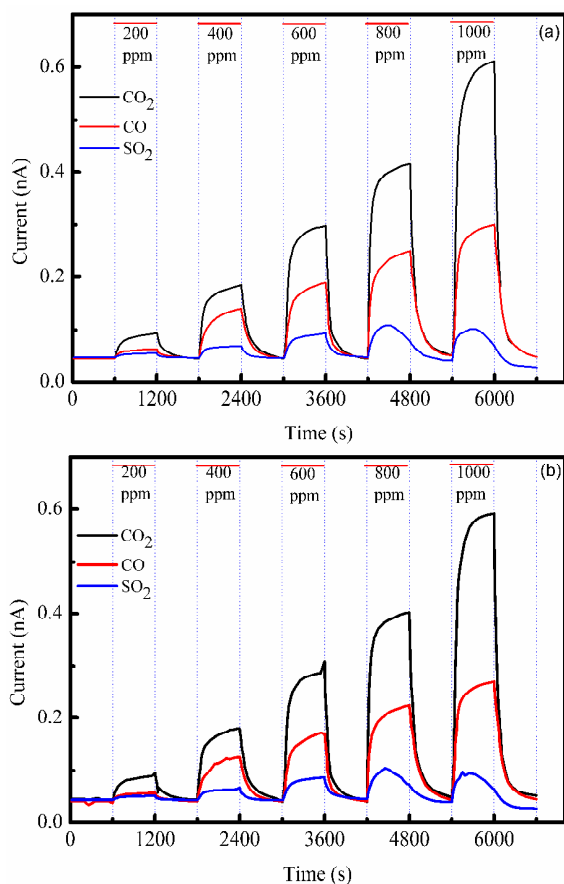 200 400 600 800 1000 (a)
ppm ppm ppm ppm ppm
0.6
CO2
CO
SO2
0.4
Current (nA)
0.2
0.0
0 1200 2400 3600 4800 6000
Time (s)
200 400 600 800 1000 (b)
ppm ppm ppm ppm ppm
0.6
CO2
CO
SO2
0.4
Current (nA)
0.2
0.0
0 1200 2400 3600 4800 6000
Time (s)